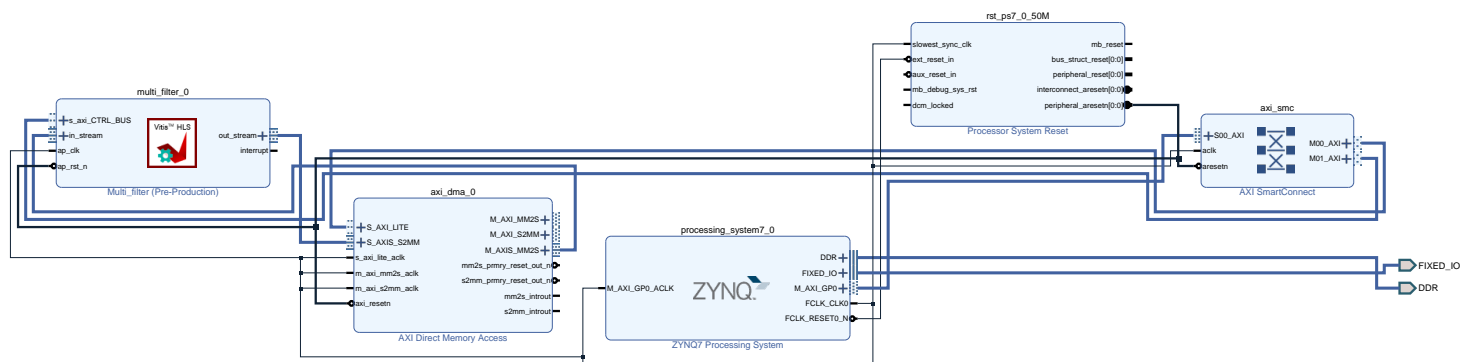 rst_ps7_0_50M
slowest_sync_clk
ext_reset_in
aux_reset_in
mb_debug_sys_rst
dcm_locked
mb_reset
bus_struct_reset[0:0]
peripheral_reset[0:0]
interconnect_aresetn[0:0]
peripheral_aresetn[0:0]
Processor System Reset
multi_filter_0
s_axi_CTRL_BUS
in_stream
ap_clk
ap_rst_n
Vitis™ HLS
out_stream
interrupt
Multi_filter (Pre-Production)
axi_smc
S00_AXI
aclk
aresetn
M00_AXI
M01_AXI
AXI SmartConnect
axi_dma_0
S_AXI_LITE
S_AXIS_S2MM
s_axi_lite_aclk
m_axi_mm2s_aclk
m_axi_s2mm_aclk
axi_resetn
M_AXI_MM2S
M_AXI_S2MM
M_AXIS_MM2S
mm2s_prmry_reset_out_n
s2mm_prmry_reset_out_n
mm2s_introut
s2mm_introut
AXI Direct Memory Access
processing_system7_0
M_AXI_GP0_ACLK
ZYNQ
DDR
FIXED_IO
M_AXI_GP0
FCLK_CLK0
FCLK_RESET0_N
ZYNQ7 Processing System
FIXED_IO
DDR